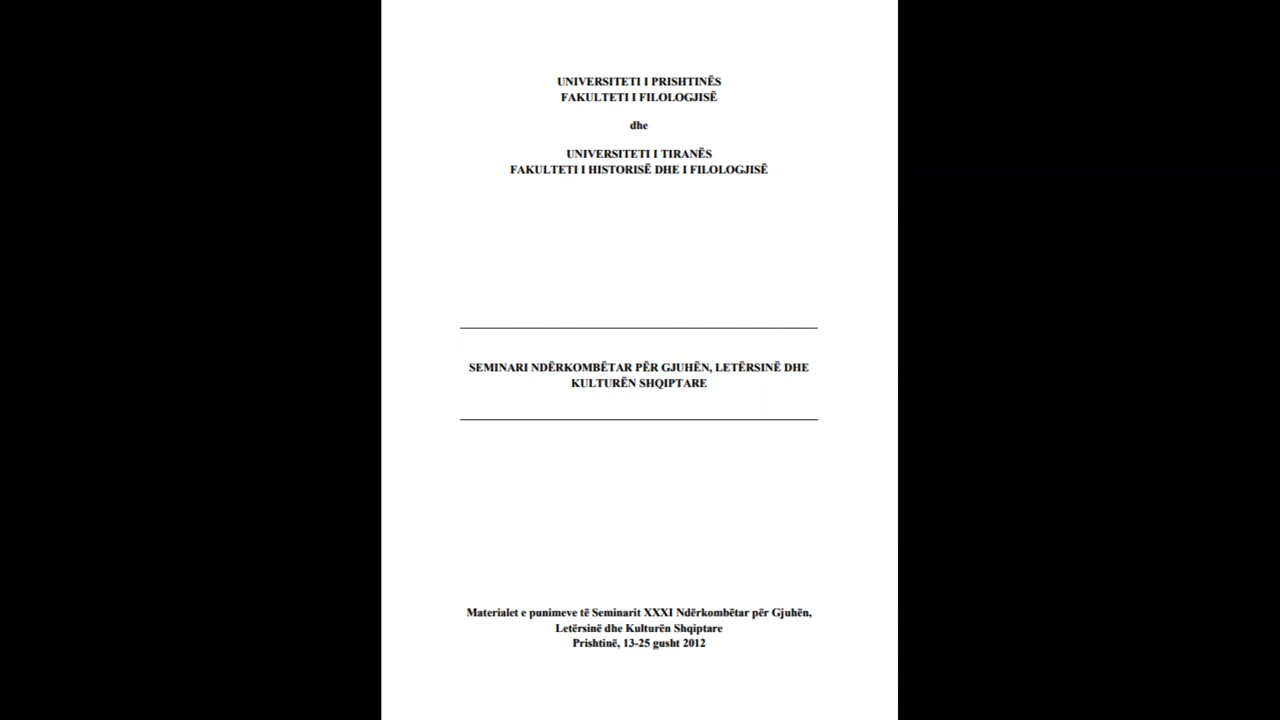 UNIVERSITETI I PRISHTINËS
FAKULTETI I FILOLOGJISË
dhe
UNIVERSITETI I TIRANËS
FAKULTETI I HISTORISË DHE I FILOLOGJISË
SEMINARI NDËRKOMBËTAR PËR GJUHËN, LETËRSINË DHE
KULTURËN SHQIPTARE
Materialet e punimeve të Seminarit XXXI Ndërkombëtar për Gjuhën,
Letërsinë dhe Kulturën Shqiptare
Prishtinë, 13-25 gusht 2012